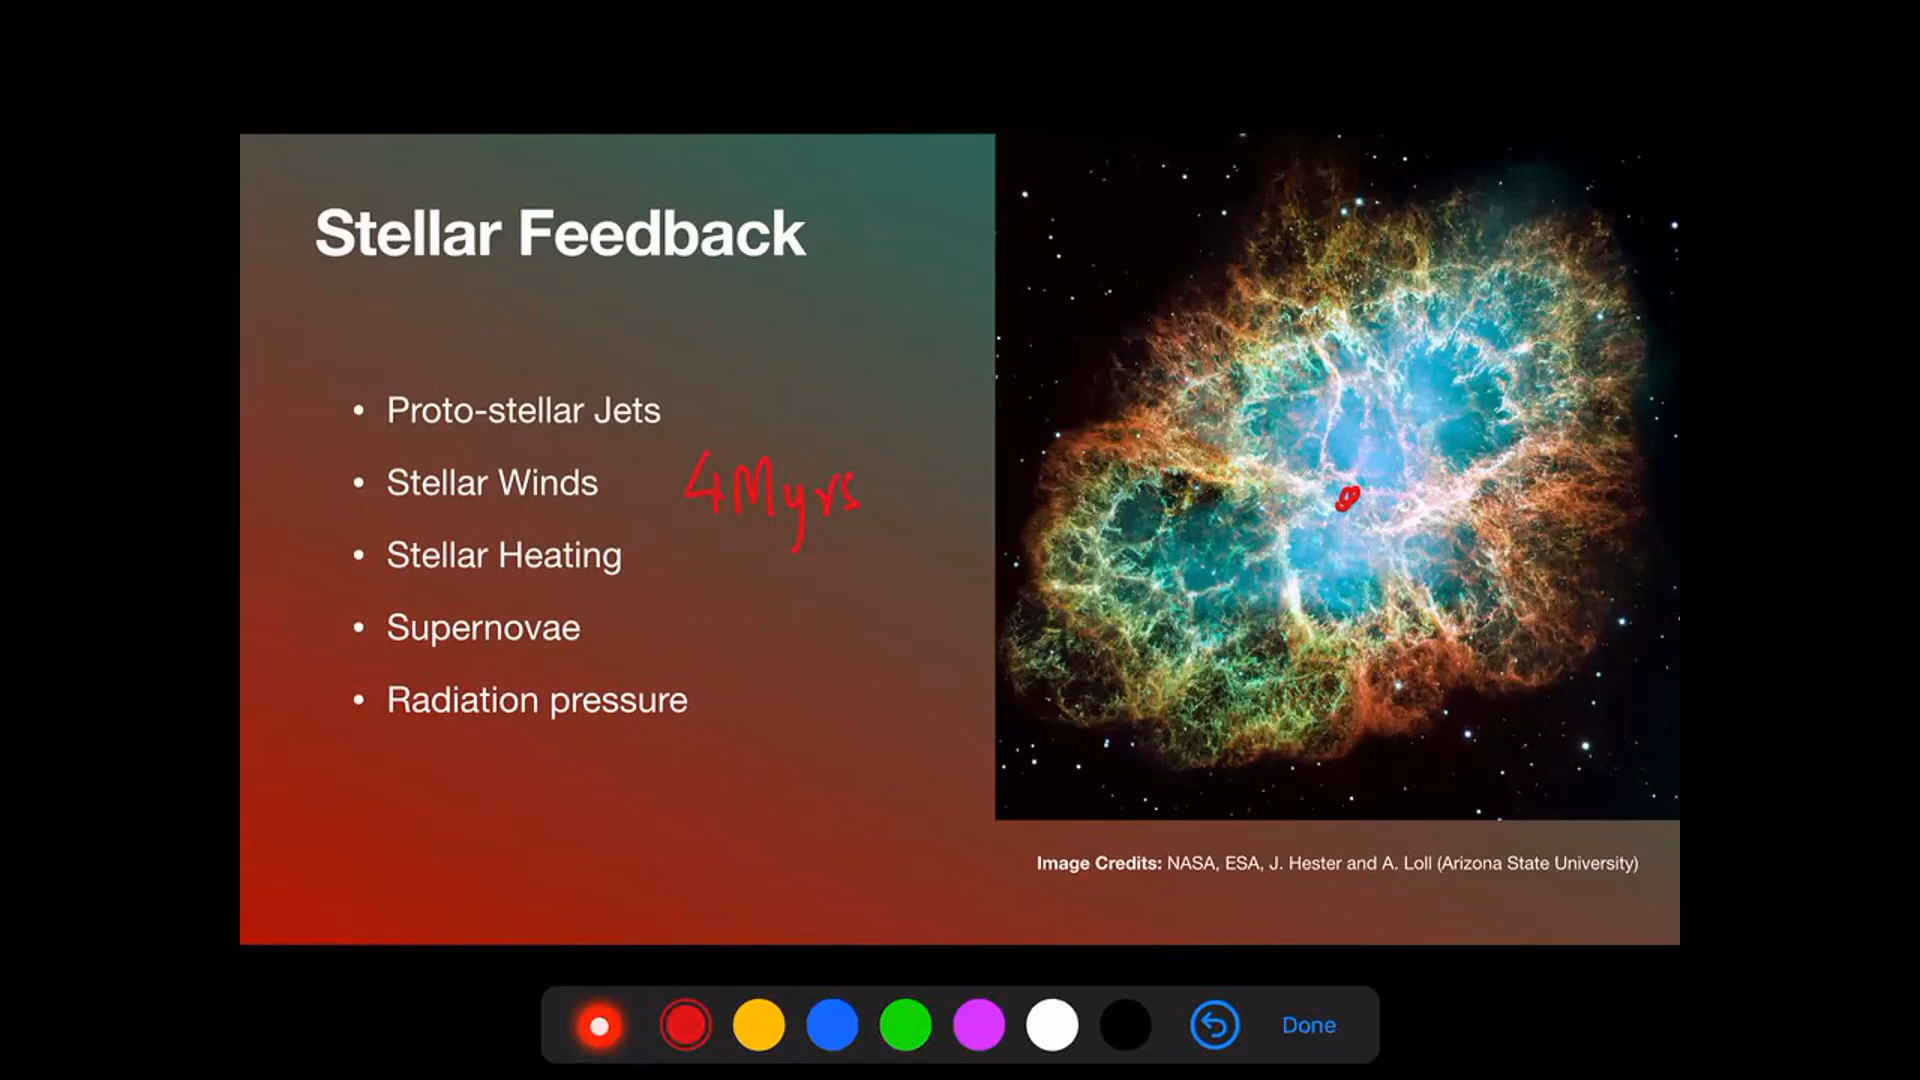 Stellar Feedback
• Proto-stellar Jets
• Stellar Winds
4Myrs
• Stellar Heating
• Supernovae
• Radiation pressure
Image Credits: NASA, ESA, J. Hester and A. Loll (Arizona State University)
Done